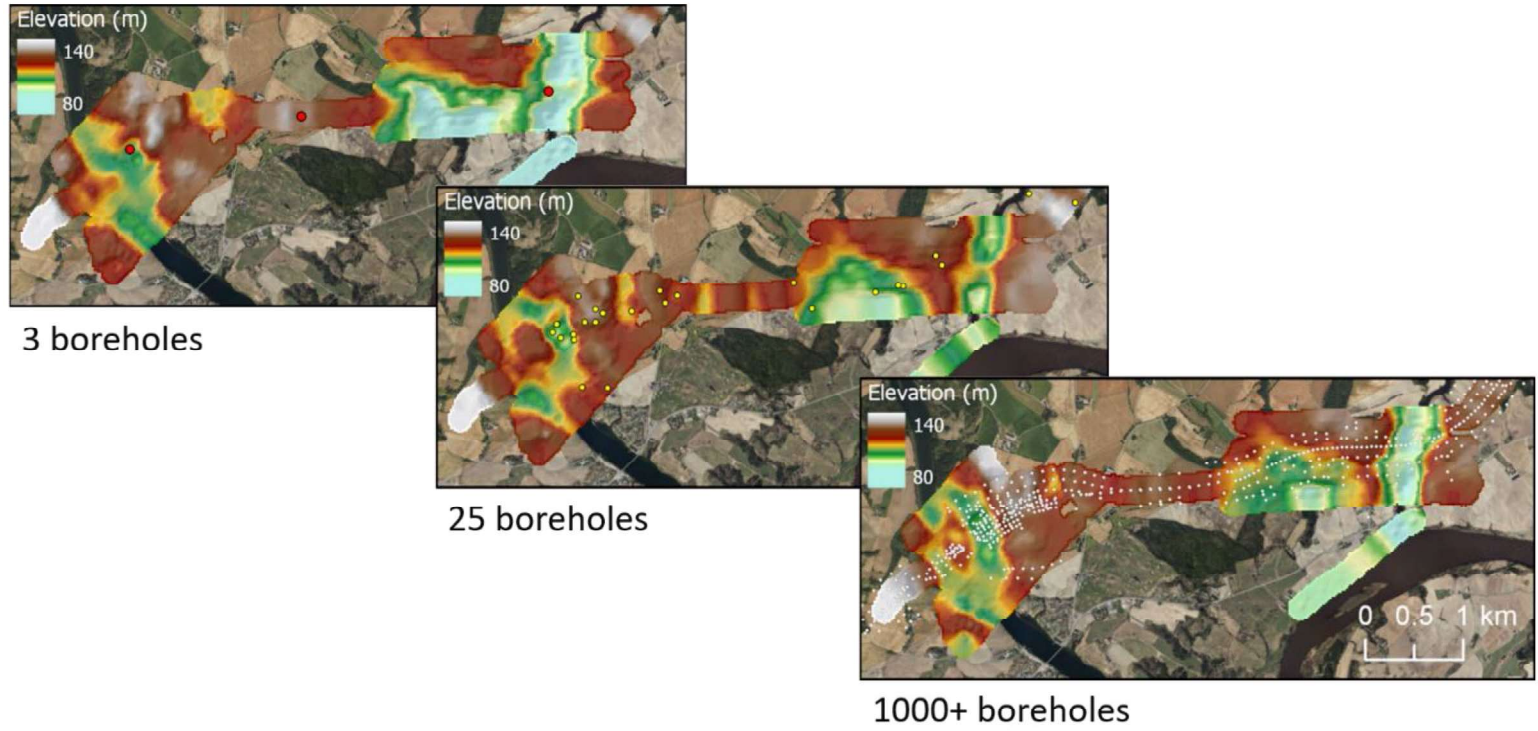 Elevation (m)
140
80
3 boreholes
Elevation (m)
140
80
25 boreholes
Elevation (m)
140
80
0 0.5 1 km
1000+ boreholes